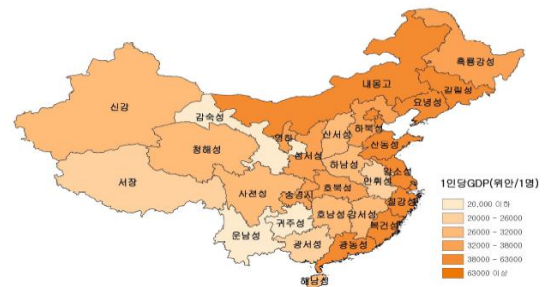 흑룡강성
내몽고
길림성
요녕성
신강
감숙성
하북성
영하
산서성
산동성
청해성
섬서성
하남성
강소성
안휘성
서장
사천성
충경시
호북성
절강성
호남성
강서성
복건성
운남성
귀주성
광서성
광동성
해남성
1인당GDP(위안/1명)
20,000 이하
20000 - 26000
26000 - 32000
32000 - 38000
38000 - 63000
63000 이상